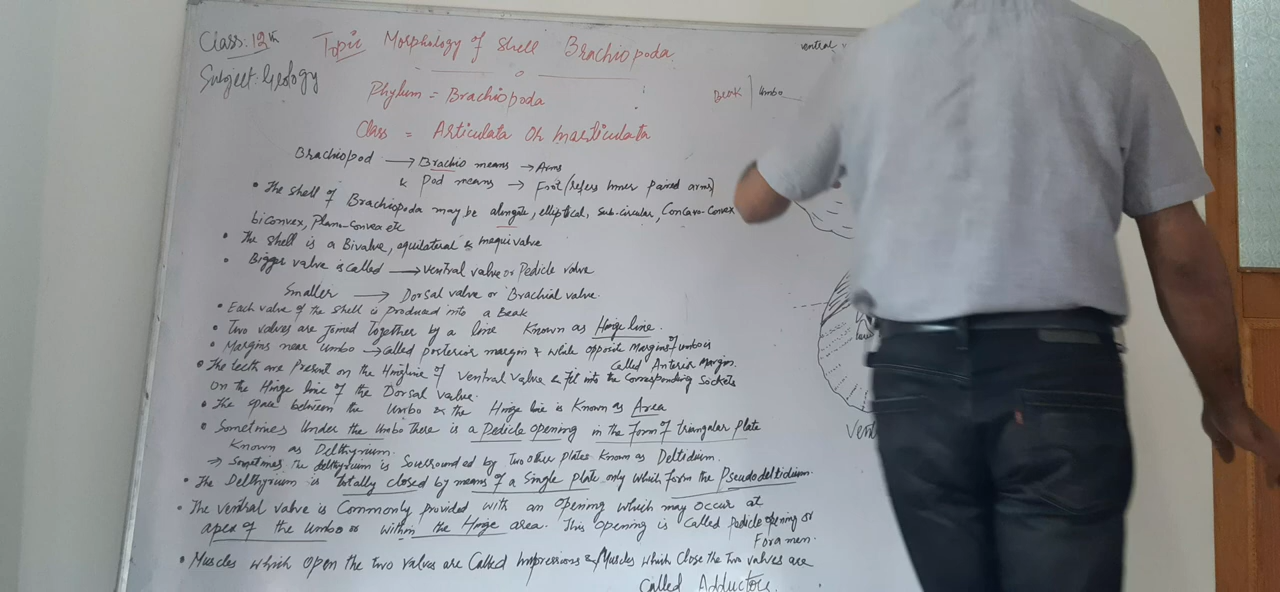 Class: 12th
Topic Morphology of shell Brachiopoda
Subject: Geology
Phylum = Brachiopoda
Class = Articulata Or Inarticulata
ventral
Beak | Umbo
Brachiopod → Brachio means → Arms
& Pod means → Foot (refers Inner paired arms)
• The shell of Brachiopoda may be alongate, elliptical, sub-circular, Concavo-Convex
biconvex, Plano-Convex etc
• The shell is a Bivalve, equilateral & inequivalve
• Bigger valve is called → ventral valve or Pedicle valve
Smaller → Dorsal valve or Brachial valve.
• Each valve of the shell is produced into a Beak
• Two valves are joined together by a line Known as Hinge line.
• Margins near umbo → called posterior margin & while opposite Margins of umbo is
called Anterior Margin.
• The teeth are Present on the Hingline of ventral valve & fit into the Corresponding Sockets
on the Hinge line of the Dorsal valve.
• The space between the Umbo & the Hinge line is Known as Area
• Sometimes Under the Umbo there is a Pedicle opening in the form of triangular plate
Known as Delthyrium.
⇒ Sometimes the delthyrium is Sourrounded by two other plates Known as Deltidium.
• The Delthyrium is totally closed by means of a Single Plate only which form the Pseudodeltidium.
• The ventral valve is Commonly provided with an opening which may occur at
apex of the Umbo or within the Hinge area. This opening is Called pedicle opening or
Foramen.
• Muscles which open the two valves are Called Impressions & Muscles which close the two valves are
Called Adductors.
Vent